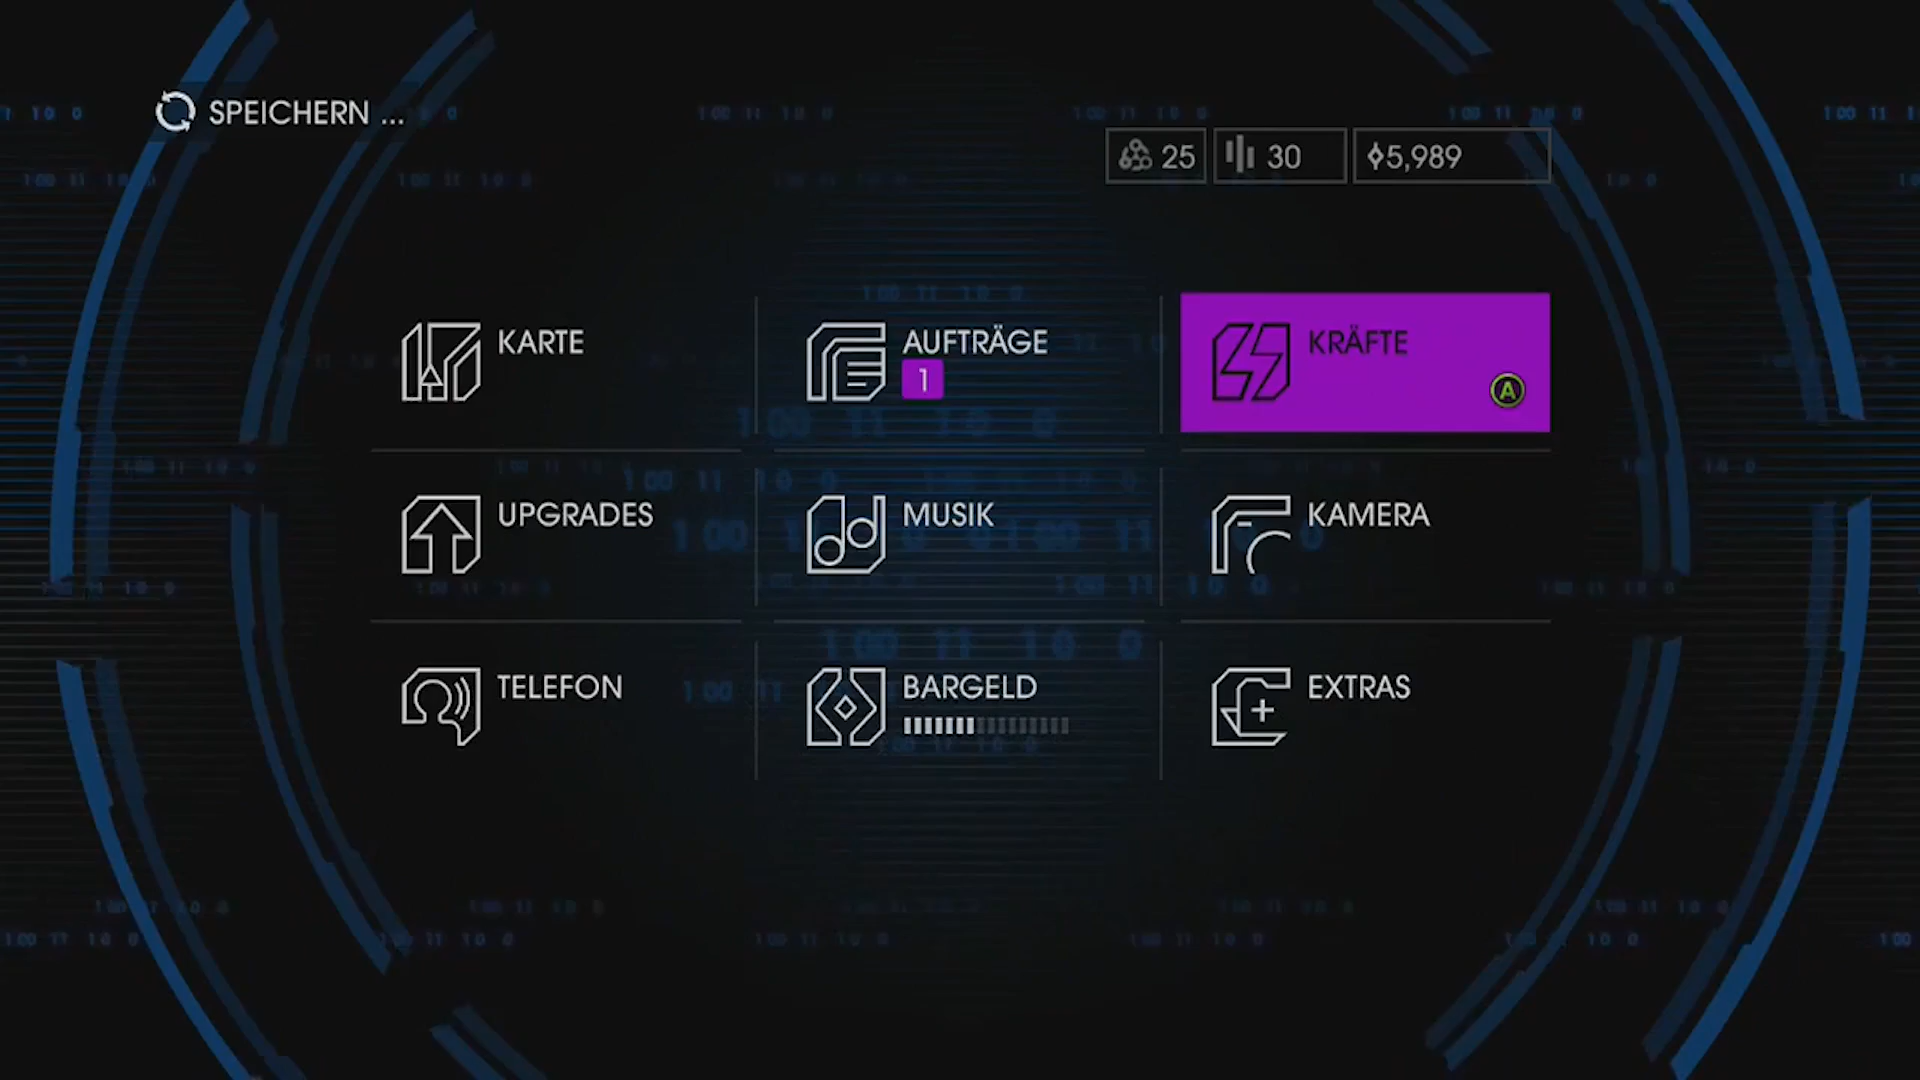 SPEICHERN ...
25 30 5,989
KARTE
AUFTRÄGE
1
KRÄFTE
A
UPGRADES
MUSIK
KAMERA
TELEFON
BARGELD
EXTRAS